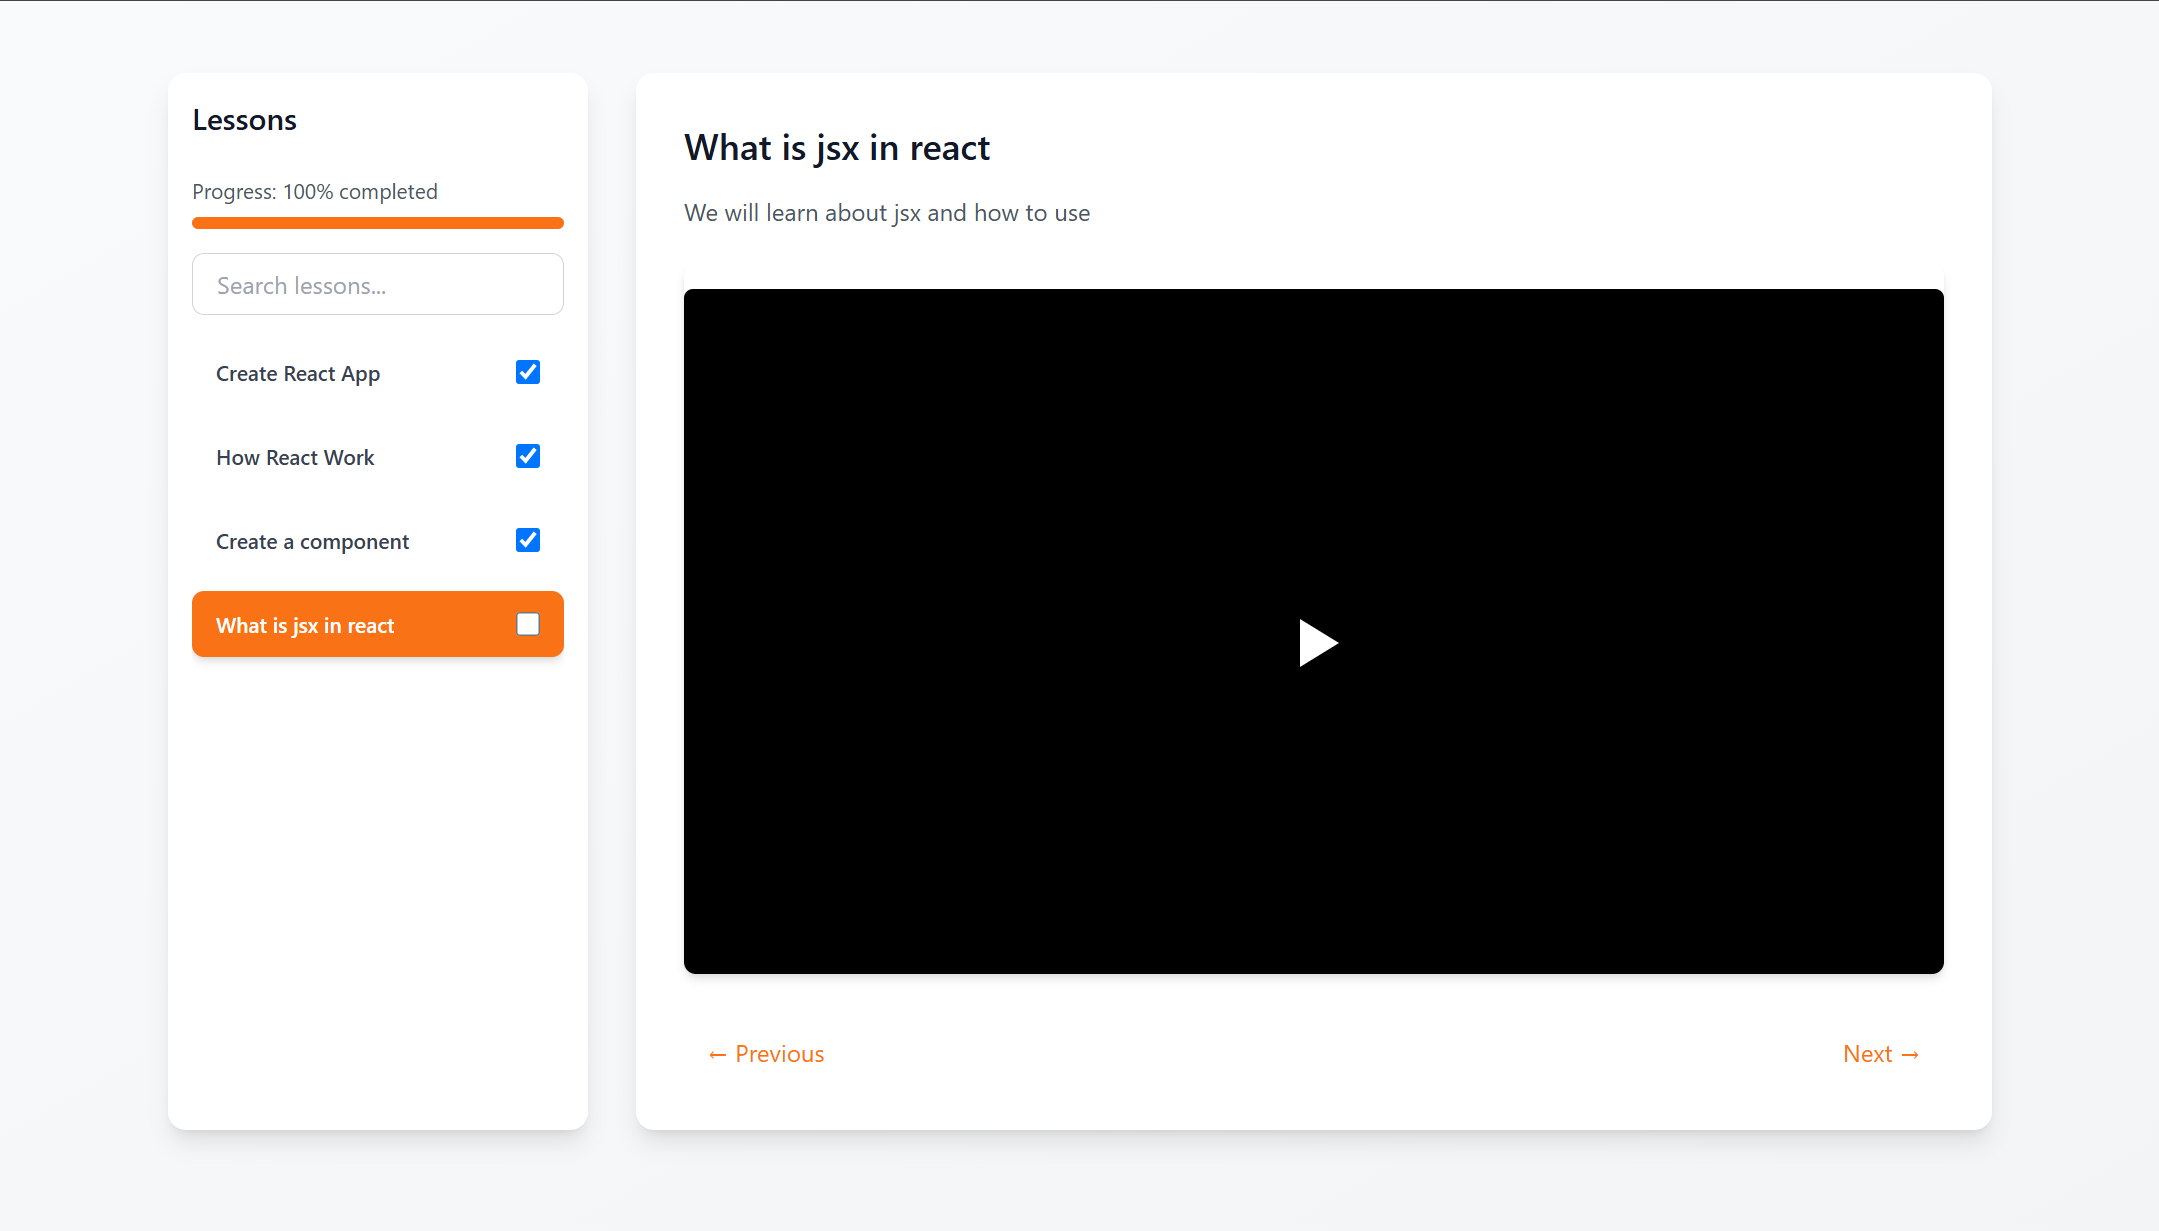 Lessons
Progress: 100% completed
Search lessons...
Create React App
How React Work
Create a component
What is jsx in react
What is jsx in react
We will learn about jsx and how to use
← Previous
Next →